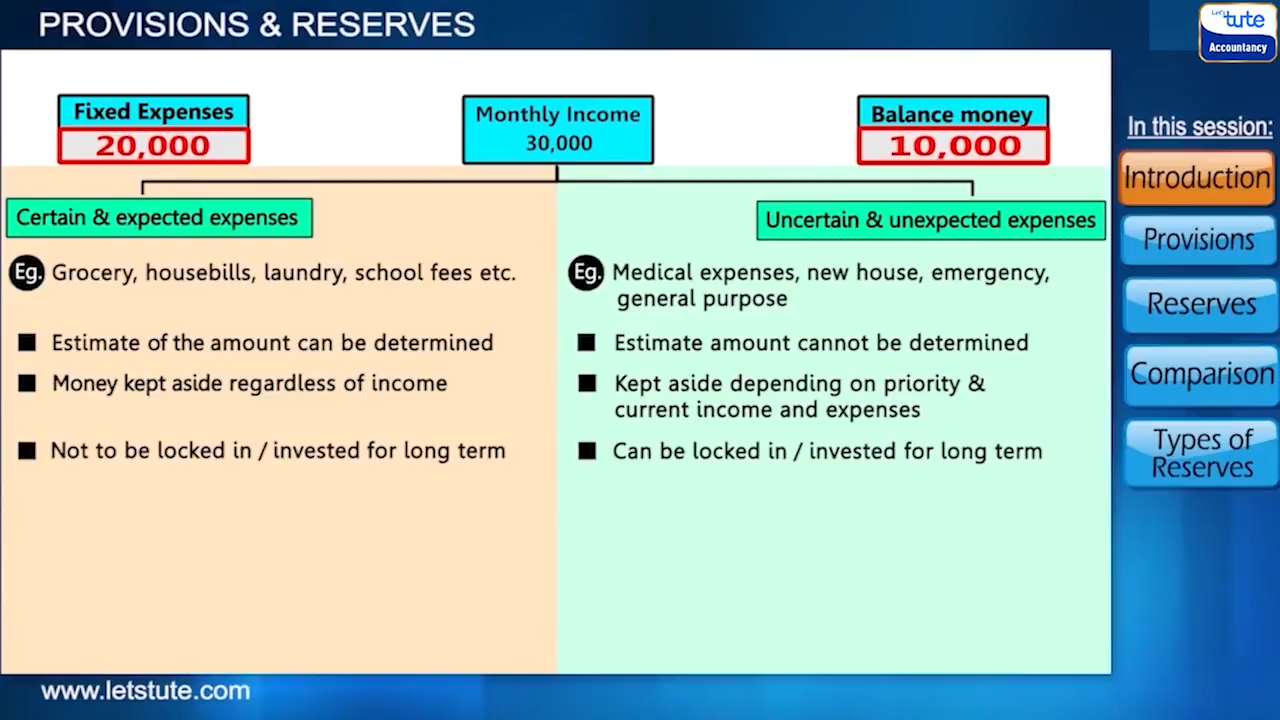 PROVISIONS & RESERVES
Let's
tute
Accountancy
Fixed Expenses
20,000
Monthly Income
30,000
Balance money
10,000
Certain & expected expenses
Eg. Grocery, housebills, laundry, school fees etc.
Estimate of the amount can be determined
Money kept aside regardless of income
Not to be locked in / invested for long term
Uncertain & unexpected expenses
Eg. Medical expenses, new house, emergency,
general purpose
Estimate amount cannot be determined
Kept aside depending on priority &
current income and expenses
Can be locked in / invested for long term
In this session:
Introduction
Provisions
Reserves
Comparison
Types of
Reserves
www.letstute.com